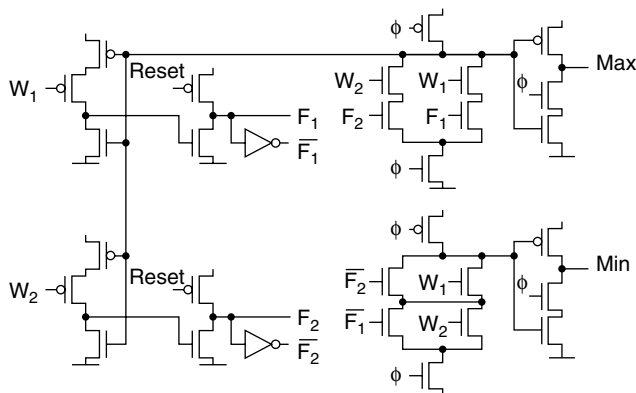 ϕ
Reset
W₂ W₁
Max
W₁
ϕ
F₁
F₂ F₁
F̅₁
ϕ
ϕ
Reset
F̅₂ W₁
Min
W₂
ϕ
F₂
F̅₁ W₂
F̅₂
ϕ